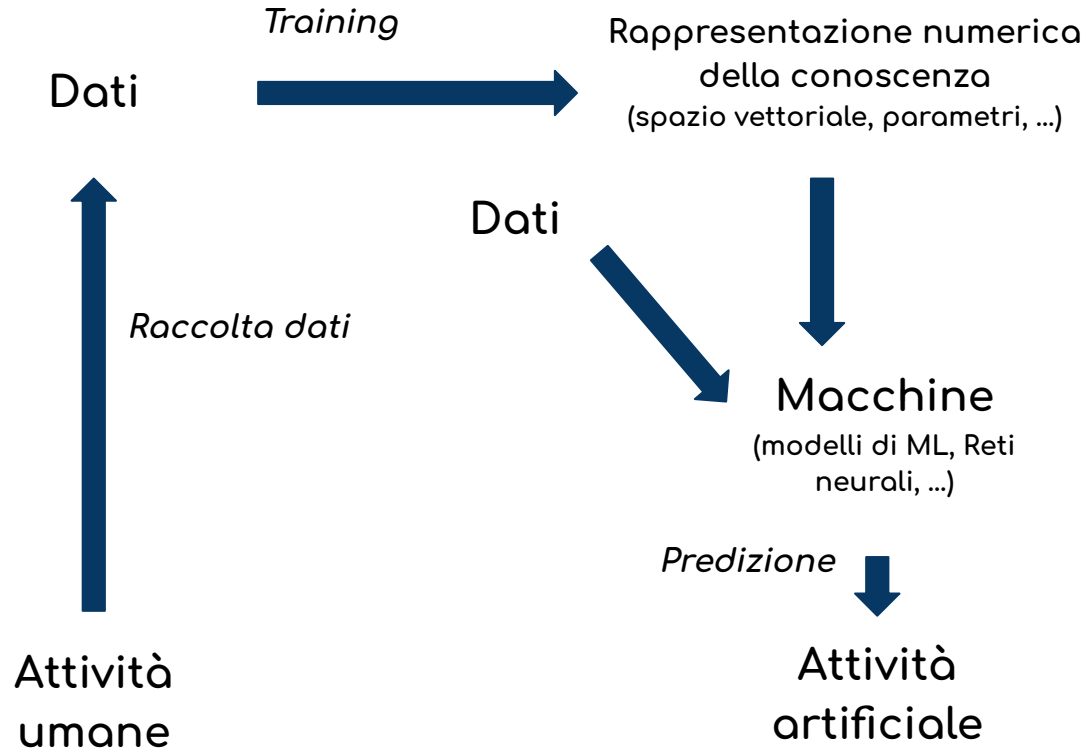 Training
Dati
Rappresentazione numerica
della conoscenza
(spazio vettoriale, parametri, ...)
Dati
Raccolta dati
Macchine
(modelli di ML, Reti
neurali, ...)
Predizione
Attività
umane
Attività
artificiale